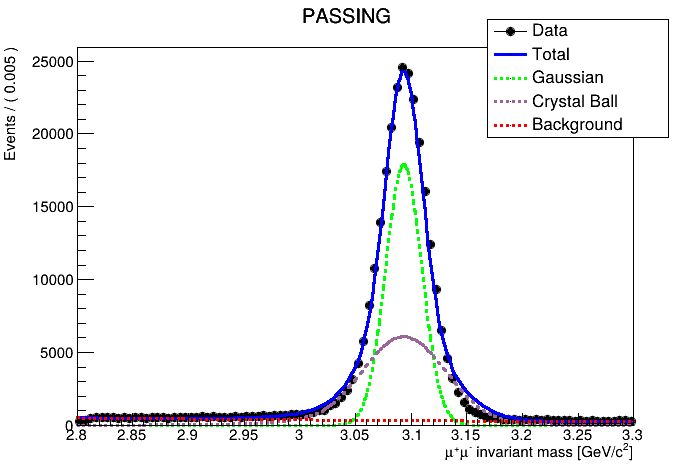 PASSING
Data
Total
Gaussian
Crystal Ball
Background
Events / ( 0.005 )
25000
20000
15000
10000
5000
0
2.8 2.85 2.9 2.95 3 3.05 3.1 3.15 3.2 3.25 3.3
μ⁺μ⁻ invariant mass [GeV/c²]